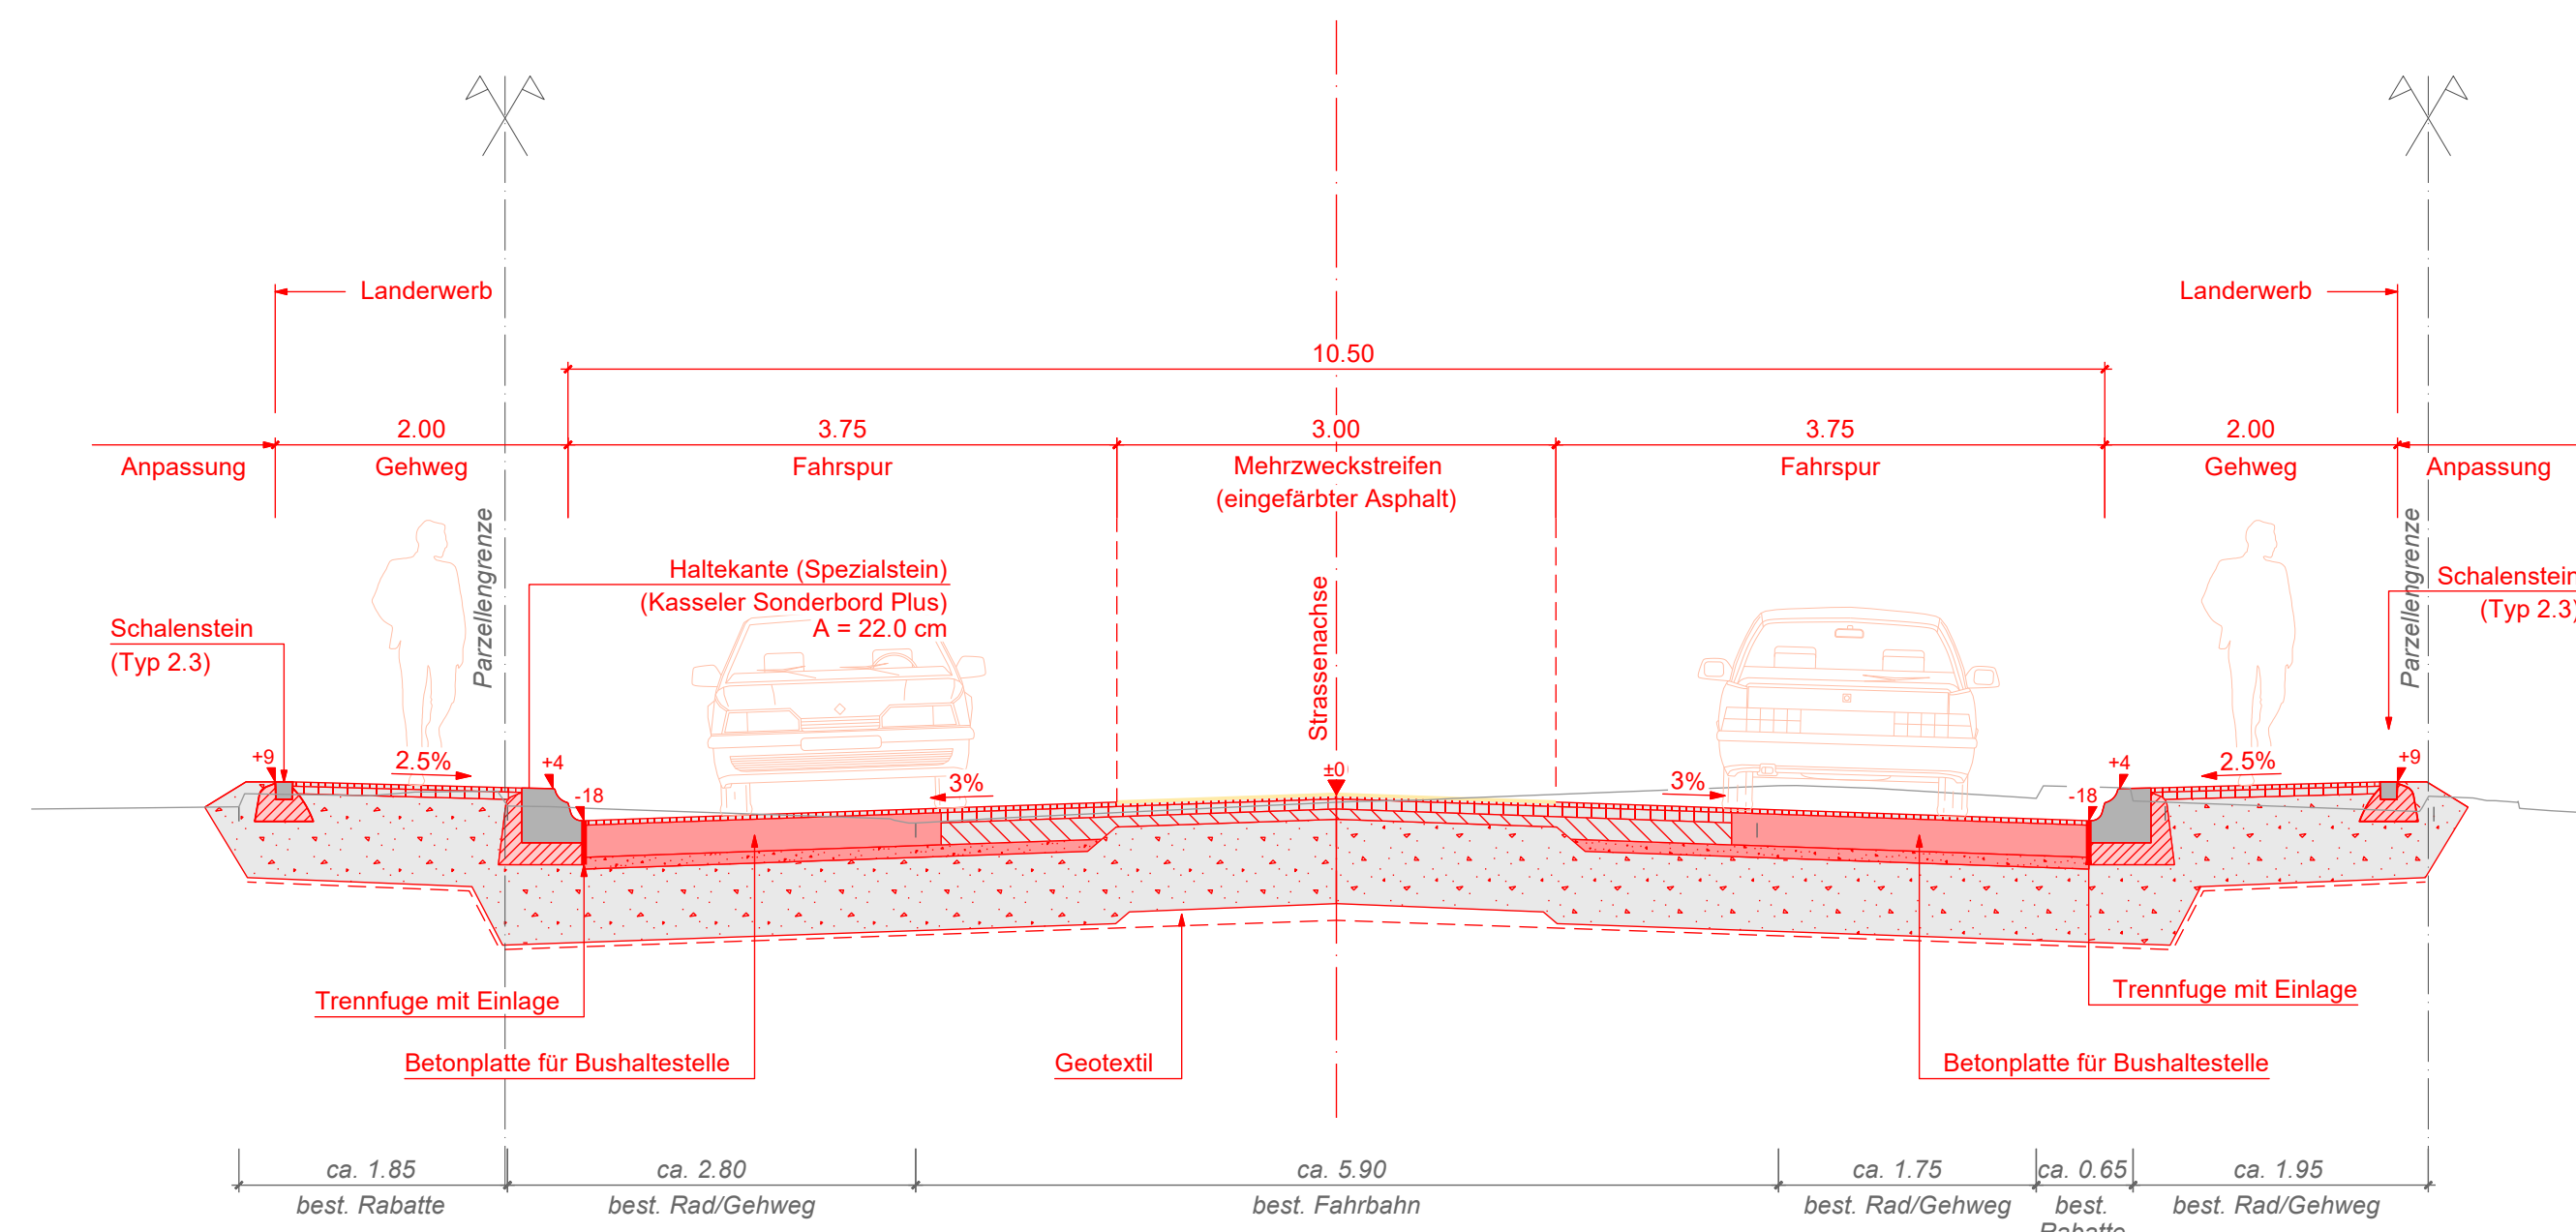 Landerwerb
Landerwerb
10.50
2.00
3.75
3.00
3.75
2.00
Anpassung
Gehweg
Fahrspur
Mehrzweckstreifen
(eingefärbter Asphalt)
Fahrspur
Gehweg
Anpassung
Parzellengrenze
Parzellengrenze
Strassenachse
Haltekante (Spezialstein)
(Kasseler Sonderbord Plus)
A = 22.0 cm
Schalenstein
(Typ 2.3)
Schalenstein
(Typ 2.3)
+9
2.5%
+4
-18
3%
±0
3%
-18
+4
2.5%
+9
Trennfuge mit Einlage
Trennfuge mit Einlage
Betonplatte für Bushaltestelle
Geotextil
Betonplatte für Bushaltestelle
ca. 1.85
ca. 2.80
ca. 5.90
ca. 1.75
ca. 0.65
ca. 1.95
best. Rabatte
best. Rad/Gehweg
best. Fahrbahn
best. Rad/Gehweg
best.
Rabatte
best. Rad/Gehweg